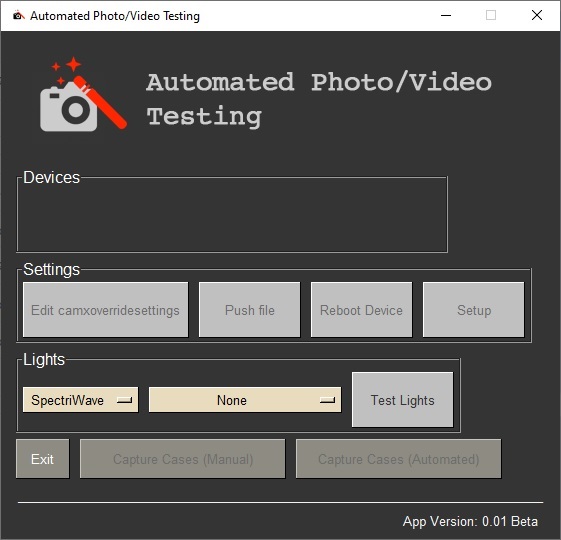 Automated Photo/Video Testing
Automated Photo/Video
Testing
Devices
Settings
Edit camxoverridesettings Push file Reboot Device Setup
Lights
SpectriWave None Test Lights
Exit Capture Cases (Manual) Capture Cases (Automated)
App Version: 0.01 Beta